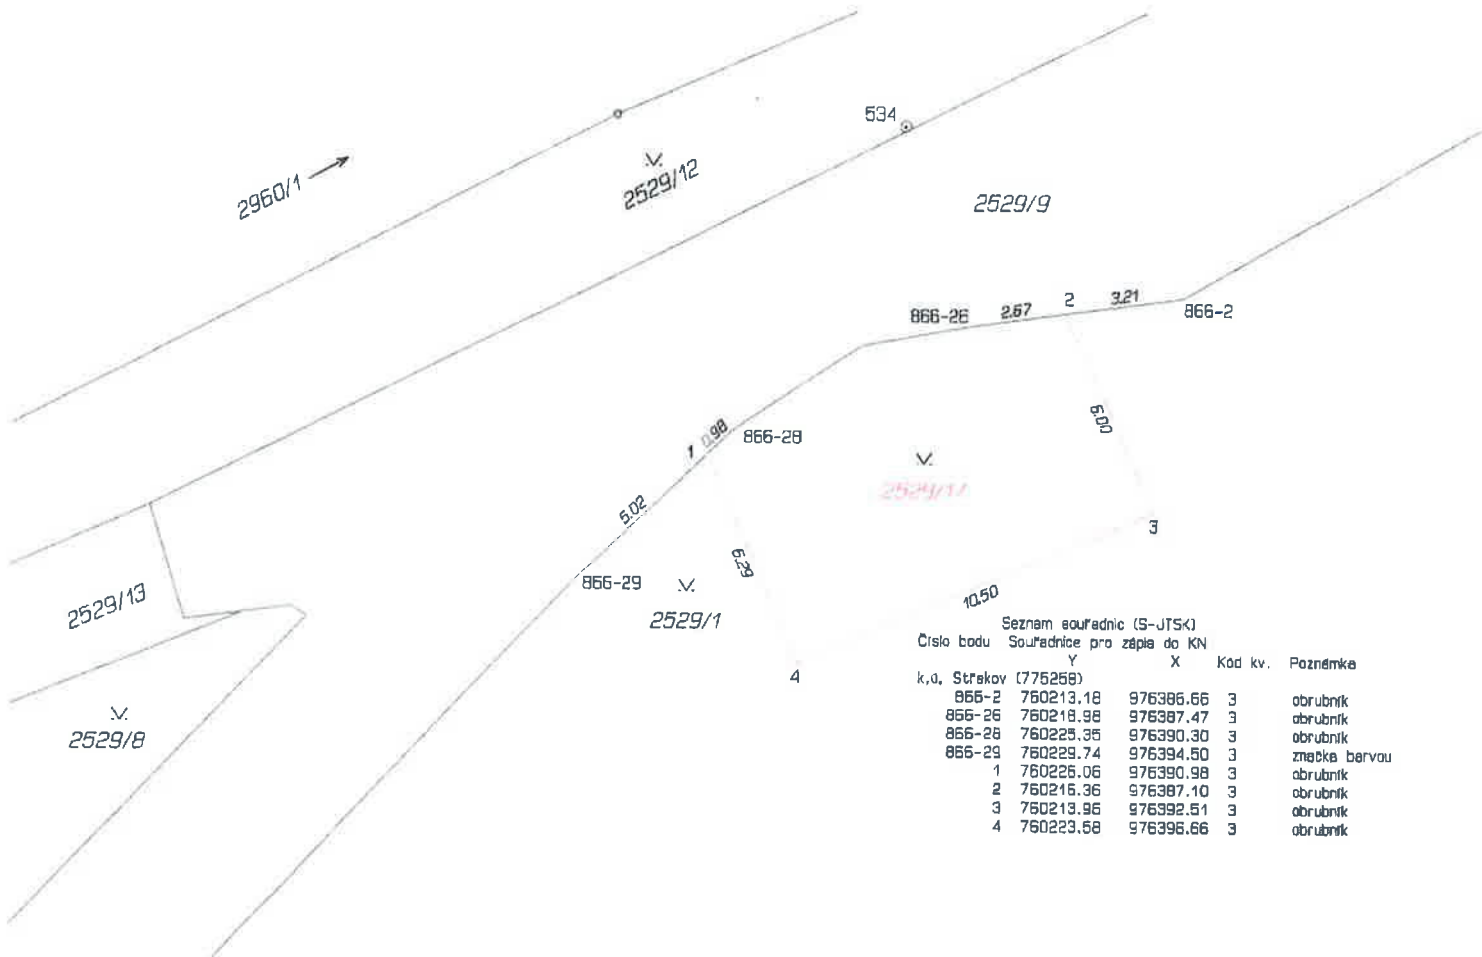 534
2960/1
2529/12
2529/9
2
3.21
866-26
2.67
866-2
6.00
1
0.98
866-28
5.02
3
6.29
866-29
2529/1
10.50
4
2529/13
2529/8
Seznam souřadnic (S-JTSK)
Číslo bodu Souřadnice pro zápis do KN
Y X Kód kv. Poznámka
k.ú. Střekov (775258)
866-2 760213.18 976386.66 3 obrubník
866-26 760218.98 976387.47 3 obrubník
866-28 760225.35 976390.30 3 obrubník
866-29 760229.74 976394.50 3 značka barvou
1 760226.06 976390.98 3 obrubník
2 760216.36 976387.10 3 obrubník
3 760213.96 976392.51 3 obrubník
4 760223.58 976396.66 3 obrubník